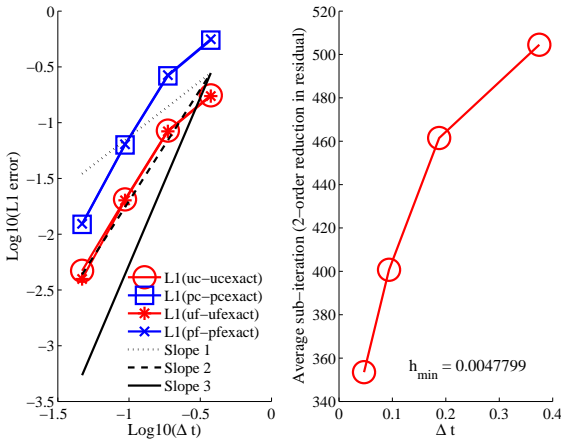 0
−0.5
−1
−1.5
−2
−2.5
−3
−3.5
−1.5
−1
−0.5
0
Log10(L1 error)
Log10(Δ t)
L1(uc−ucexact)
L1(pc−pcexact)
L1(uf−ufexact)
L1(pf−pfexact)
Slope 1
Slope 2
Slope 3
520
500
480
460
440
420
400
380
360
340
0
0.1
0.2
0.3
0.4
Average sub−iteration (2−order reduction in residual)
Δ t
h_min = 0.0047799